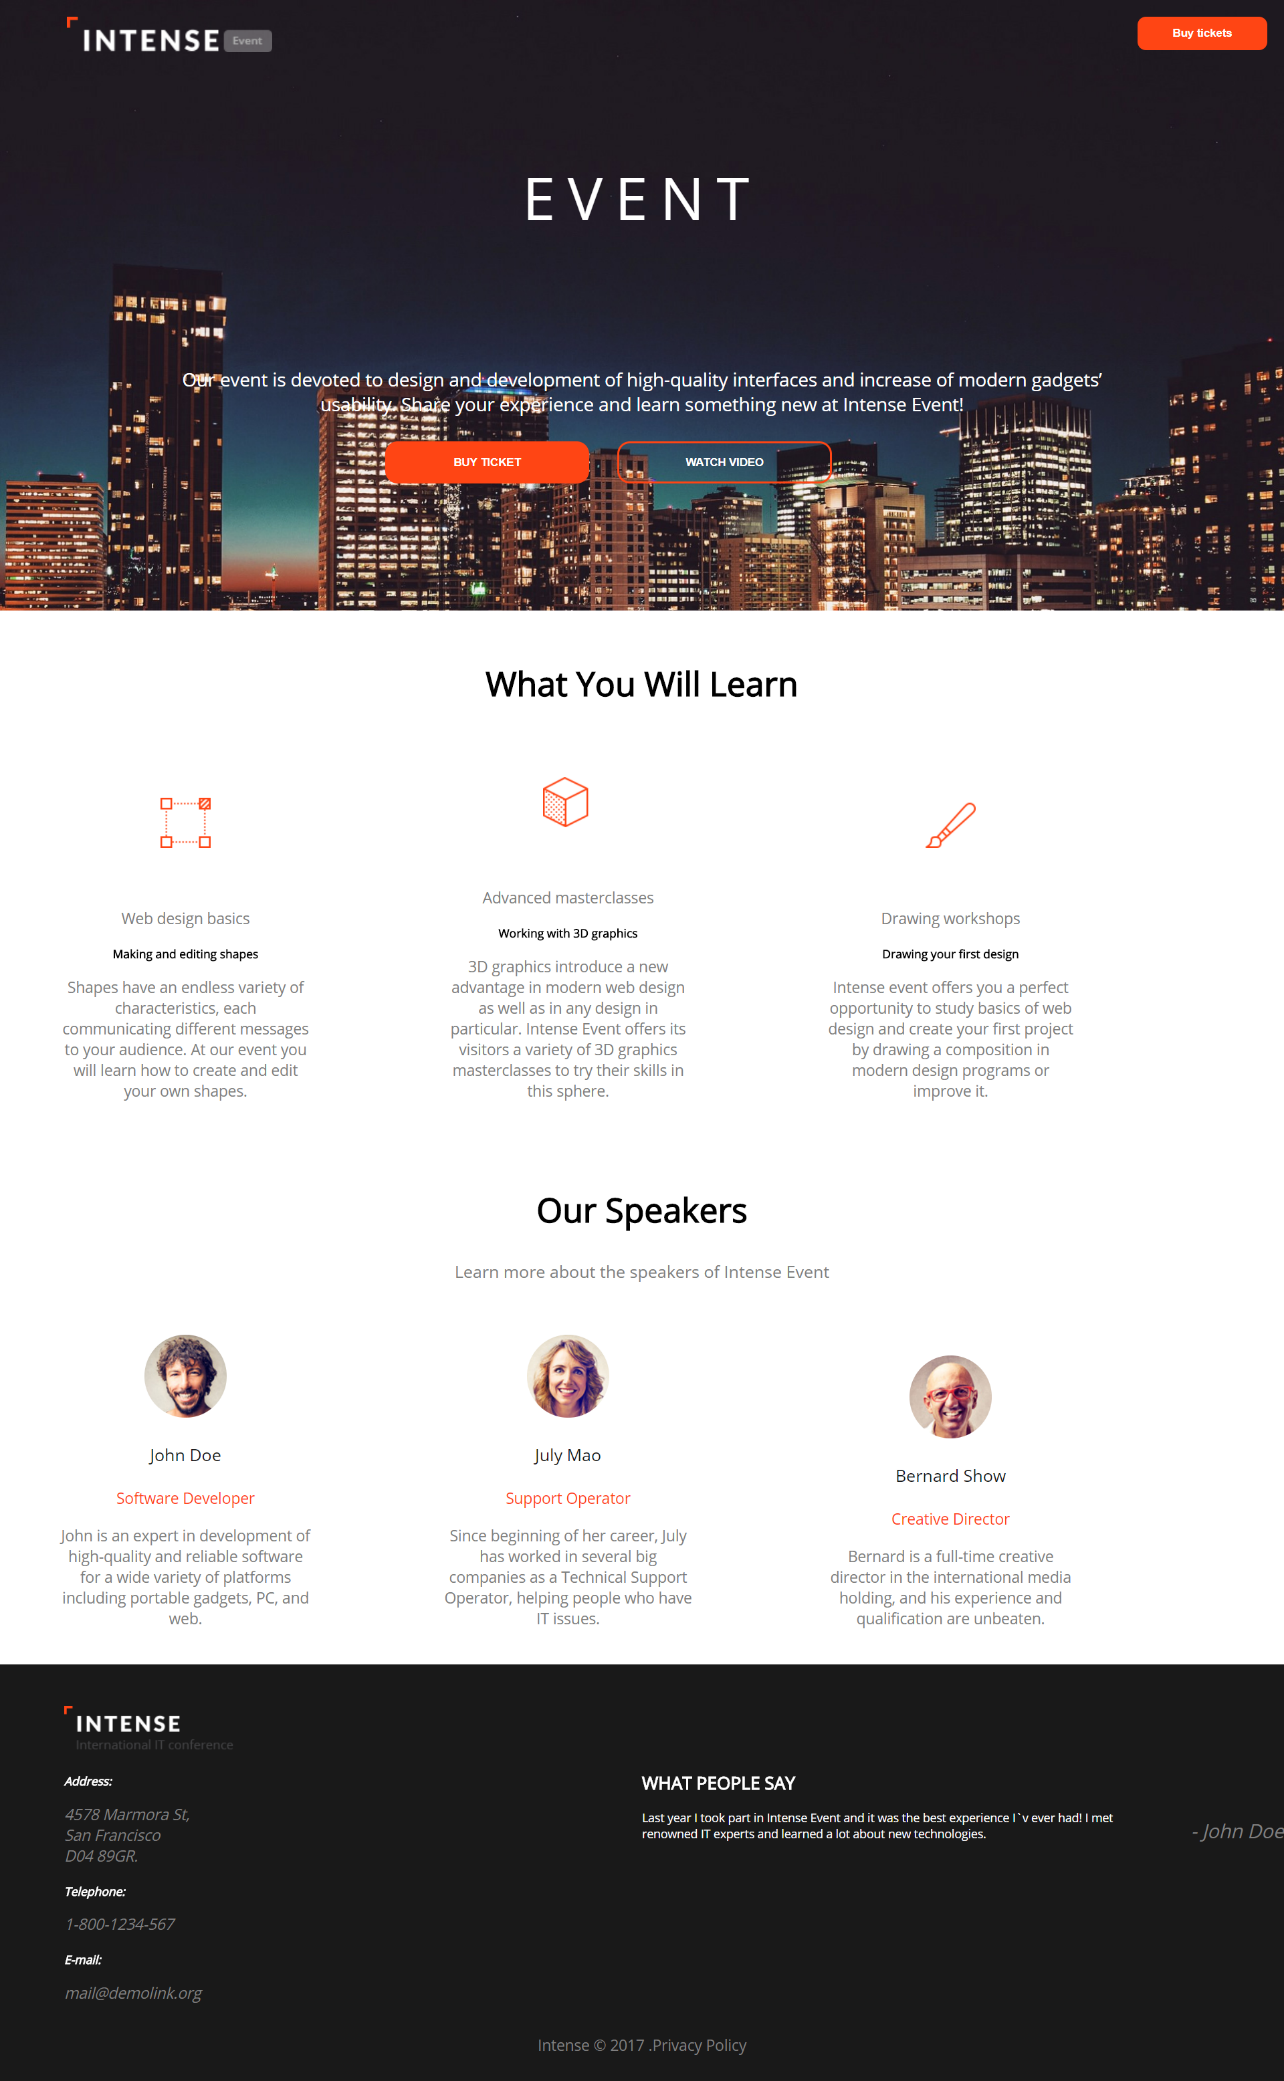 INTENSE Event
Buy tickets
EVENT
Our event is devoted to design and development of high-quality interfaces and increase of modern gadgets’
usability. Share your experience and learn something new at Intense Event!
BUY TICKET
WATCH VIDEO
What You Will Learn
Web design basics
Making and editing shapes
Shapes have an endless variety of
characteristics, each
communicating different messages
to your audience. At our event you
will learn how to create and edit
your own shapes.
Advanced masterclasses
Working with 3D graphics
3D graphics introduce a new
advantage in modern web design
as well as in any design in
particular. Intense Event offers its
visitors a variety of 3D graphics
masterclasses to try their skills in
this sphere.
Drawing workshops
Drawing your first design
Intense event offers you a perfect
opportunity to study basics of web
design and create your first project
by drawing a composition in
modern design programs or
improve it.
Our Speakers
Learn more about the speakers of Intense Event
John Doe
Software Developer
John is an expert in development of
high-quality and reliable software
for a wide variety of platforms
including portable gadgets, PC, and
web.
July Mao
Support Operator
Since beginning of her career, July
has worked in several big
companies as a Technical Support
Operator, helping people who have
IT issues.
Bernard Show
Creative Director
Bernard is a full-time creative
director in the international media
holding, and his experience and
qualification are unbeaten.
INTENSE
International IT conference
Address:
4578 Marmora St,
San Francisco
D04 89GR.
Telephone:
1-800-1234-567
E-mail:
mail@demolink.org
WHAT PEOPLE SAY
Last year I took part in Intense Event and it was the best experience I`v ever had! I met
renowned IT experts and learned a lot about new technologies.
- John Doe
Intense © 2017 .Privacy Policy